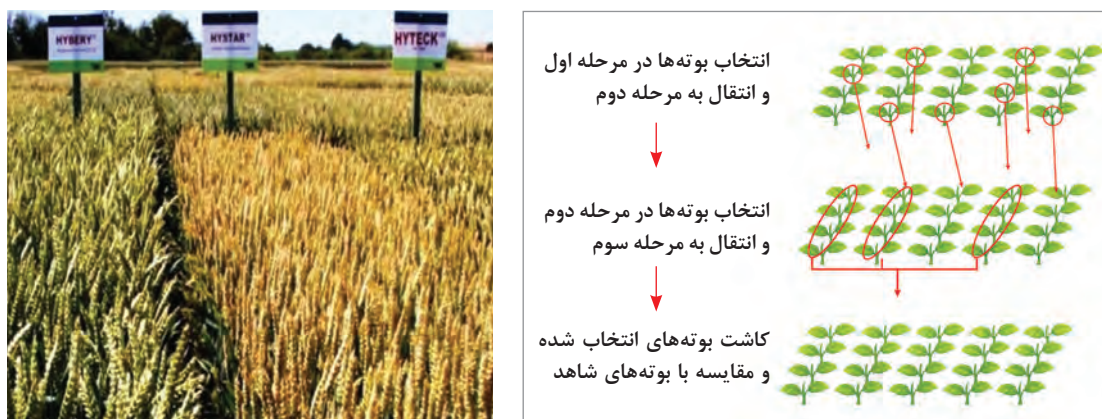 HYBERY
HYSTAR
HYTECK
انتخاب بوته‌ها در مرحله اول
و انتقال به مرحله دوم
انتخاب بوته‌ها در مرحله دوم
و انتقال به مرحله سوم
کاشت بوته‌های انتخاب شده
و مقایسه با بوته‌های شاهد